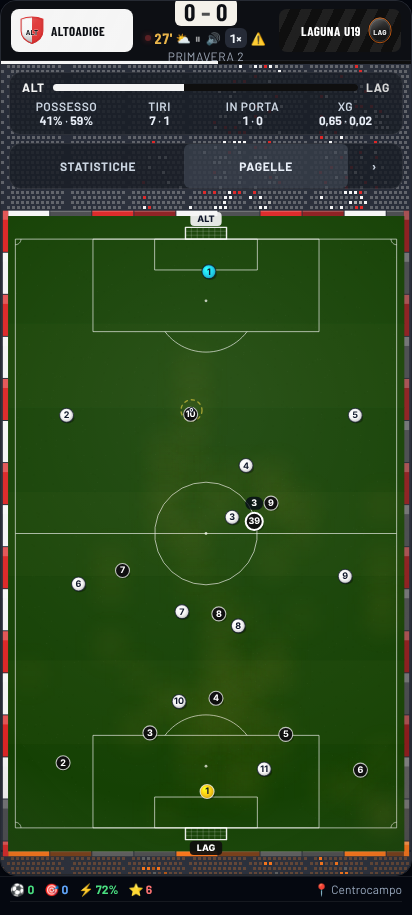 0 - 0
ALT
ALTOADIGE
27'
1×
LAGUNA U19
LAG
PRIMAVERA 2
ALT
LAG
POSSESSO
TIRI
IN PORTA
XG
41% · 59%
7 · 1
1 · 0
0,65 · 0,02
STATISTICHE
PAGELLE
›
ALT
1
2
10
5
4
3
9
3
39
7
6
9
7
8
8
10
4
3
5
2
11
6
1
LAG
0
0
72%
6
Centrocampo